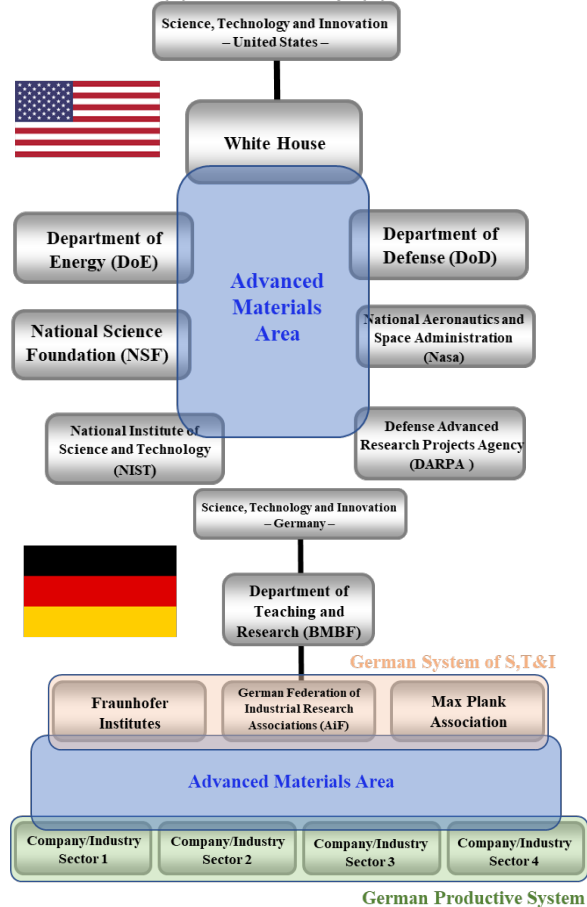 Science, Technology and Innovation
– United States –
White House
Department of
Energy (DoE)
Department of
Defense (DoD)
Advanced
Materials
Area
National Science
Foundation (NSF)
National Aeronautics and
Space Administration
(Nasa)
National Institute of
Science and Technology
(NIST)
Defense Advanced
Research Projects Agency
(DARPA )
Science, Technology and Innovation
– Germany –
Department of
Teaching and
Research (BMBF)
German System of S,T&I
Fraunhofer
Institutes
German Federation of
Industrial Research
Associations (AiF)
Max Plank
Association
Advanced Materials Area
Company/Industry
Sector 1
Company/Industry
Sector 2
Company/Industry
Sector 3
Company/Industry
Sector 4
German Productive System